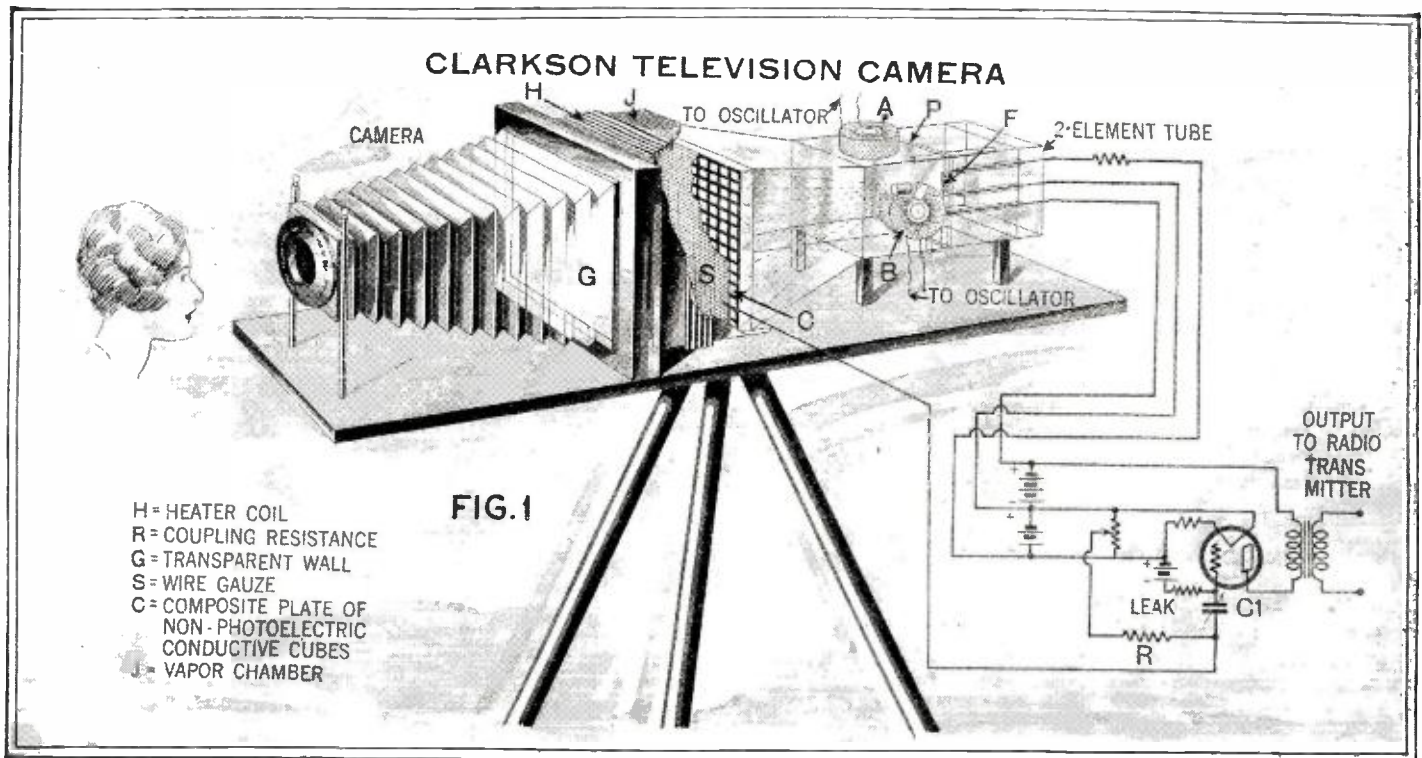 CLARKSON TELEVISION CAMERA
H
J
TO OSCILLATOR
A
P
F
2-ELEMENT TUBE
CAMERA
G
S
B
TO OSCILLATOR
C
OUTPUT
TO RADIO
TRANS
MITTER
FIG.1
H = HEATER COIL
R = COUPLING RESISTANCE
G = TRANSPARENT WALL
S = WIRE GAUZE
C = COMPOSITE PLATE OF
NON-PHOTOELECTRIC
CONDUCTIVE CUBES
J = VAPOR CHAMBER
+
-
+
-
+
-
LEAK
C1
R